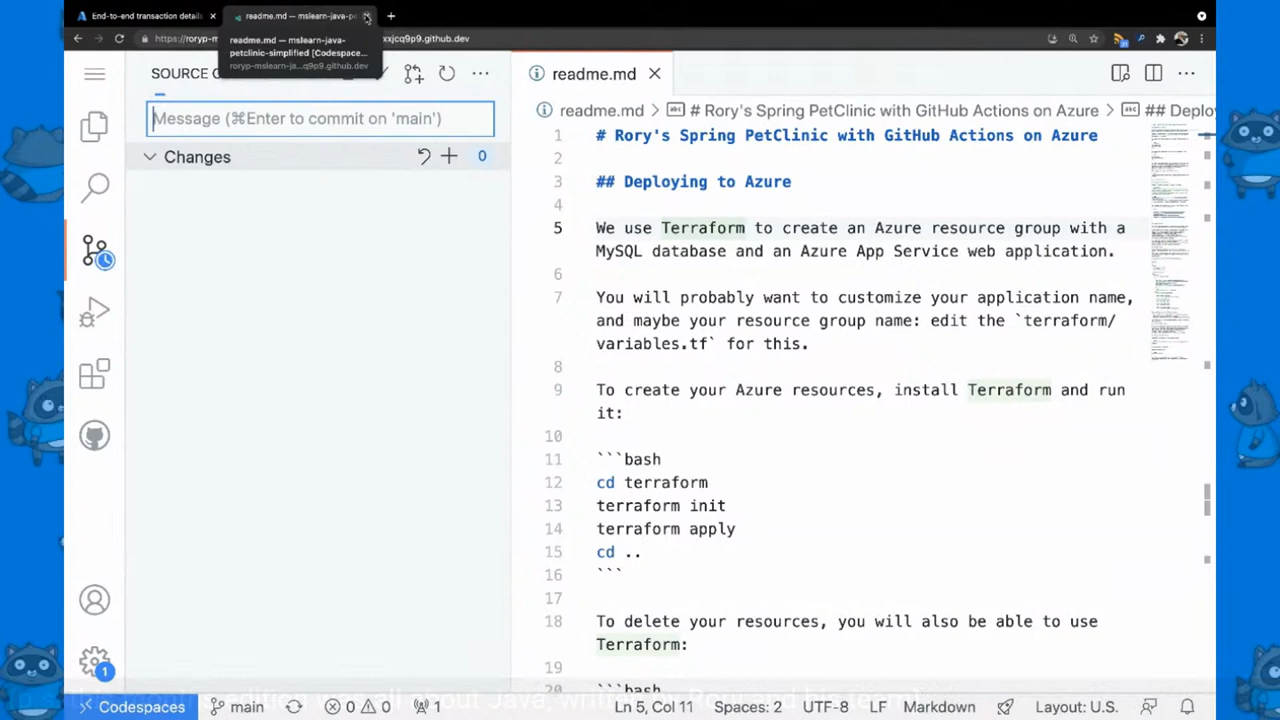 End-to-end transaction details
readme.md — mslearn-java-pe
https://roryp-m
xxjcq9p9.github.dev
readme.md — mslearn-java-
petclinic-simplified [Codespace...
roryp-mslearn-ja...q9p9.github.dev
SOURCE C
Message (⌘Enter to commit on 'main')
Changes
0
readme.md
readme.md > # Rory's Spring PetClinic with GitHub Actions on Azure > ## Deploy
1 # Rory's Spring PetClinic with GitHub Actions on Azure
2
3 ## Deploying to Azure
5 We use Terraform to create an Azure resource group with a
MySQL database and an Azure App Service web application.
6
You will probably want to customize your application name,
and maybe your resource group name: edit the `terraform/
variables.tf` for this.
9 To create your Azure resources, install Terraform and run
it:
10
11 ```bash
12 cd terraform
13 terraform init
14 terraform apply
15 cd ..
16 ```
17
18 To delete your resources, you will also be able to use
Terraform:
19
20 ```bash
1
Codespaces
main
0 0
0
Ln 5, Col 11
Spaces: 2
UTF-8
LF
Markdown
Layout: U.S.